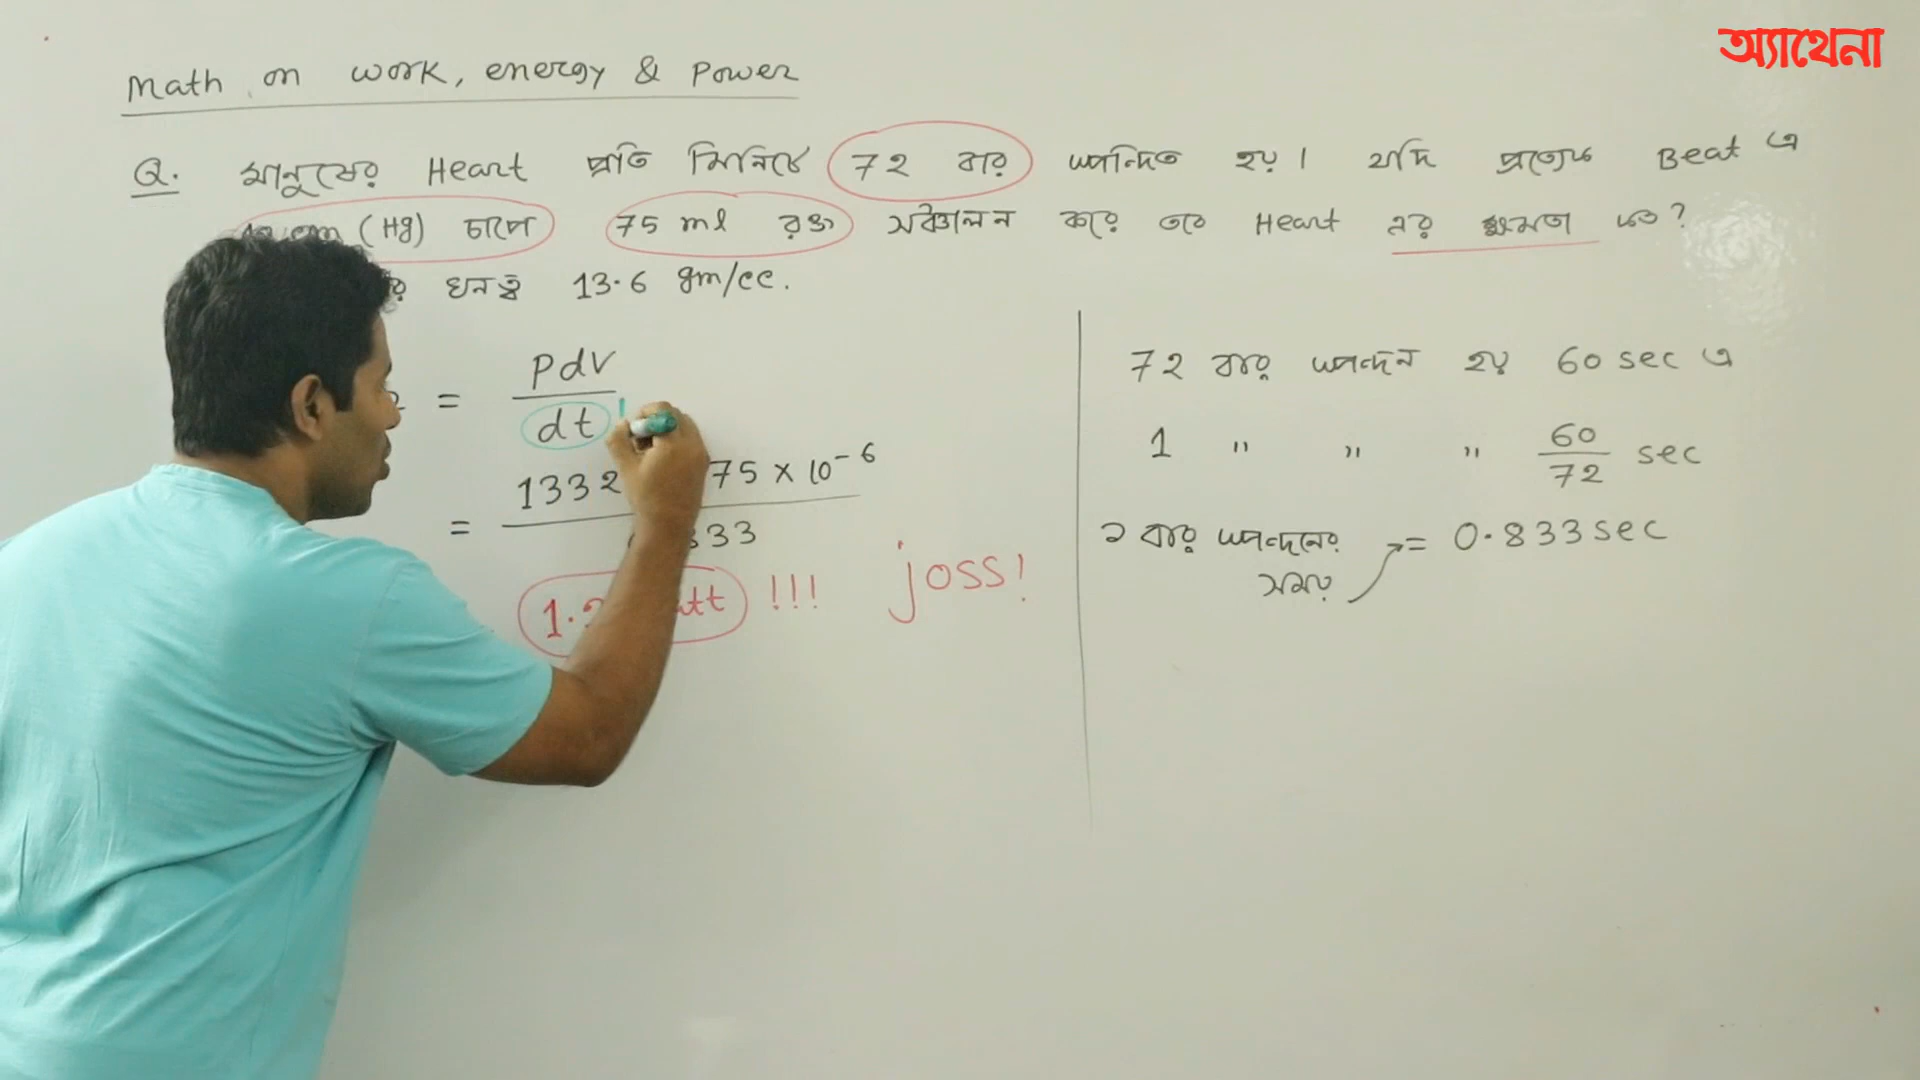 অ্যাথেনা
Math on work, energy & Power
Q. মানুষের Heart প্রতি মিনিটে 72 বার স্পন্দিত হয়। যদি প্রত্যেক Beat এ
(Hg) চাপে 75 ml রক্ত সঞ্চালন করে তবে Heart এর ক্ষমতা কত?
ঘনত্ব 13.6 gm/cc.
= PdV
dt
1332 75 × 10⁻⁶
=
33
1. tt !!! joss!
72 বার স্পন্দন হয় 60 sec এ
1 " " " 60/72 sec
১ বার স্পন্দনের = 0.833 sec
সময়